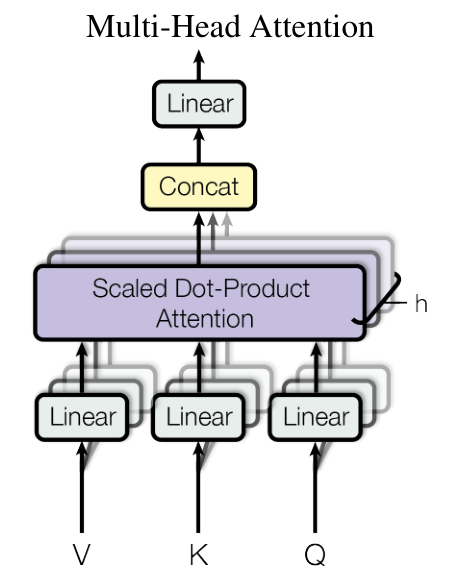 Multi-Head Attention
Linear
Concat
Scaled Dot-Product
Attention
h
Linear Linear Linear
V K Q